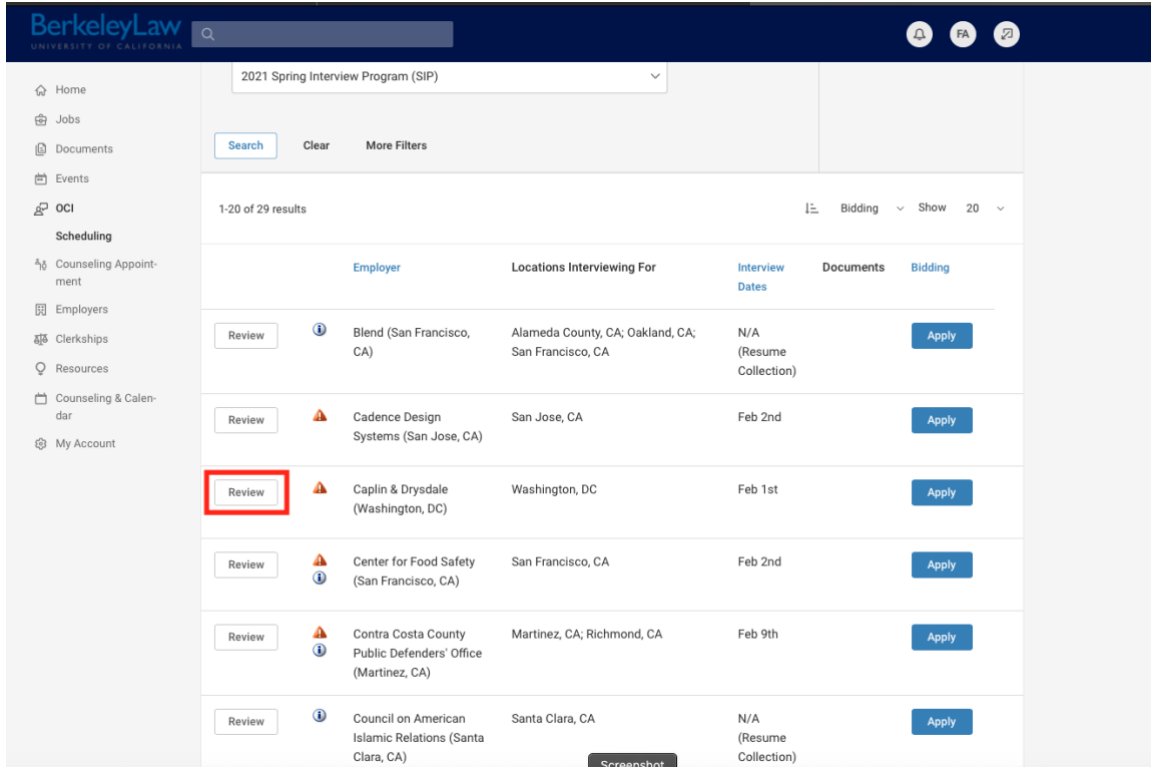 BerkeleyLaw
UNIVERSITY OF CALIFORNIA
FA
Home
Jobs
Documents
Events
OCI
Scheduling
Counseling Appoint-
ment
Employers
Clerkships
Resources
Counseling & Calen-
dar
My Account
2021 Spring Interview Program (SIP)
Search Clear More Filters
1-20 of 29 results Bidding Show 20
Employer Locations Interviewing For Interview Documents Bidding
Dates
Review Blend (San Francisco, Alameda County, CA; Oakland, CA; N/A Apply
CA) San Francisco, CA (Resume
Collection)
Review Cadence Design San Jose, CA Feb 2nd Apply
Systems (San Jose, CA)
Review Caplin & Drysdale Washington, DC Feb 1st Apply
(Washington, DC)
Review Center for Food Safety San Francisco, CA Feb 2nd Apply
(San Francisco, CA)
Review Contra Costa County Martinez, CA; Richmond, CA Feb 9th Apply
Public Defenders' Office
(Martinez, CA)
Review Council on American Santa Clara, CA N/A Apply
Islamic Relations (Santa (Resume
Clara, CA) Collection)
Screenshot